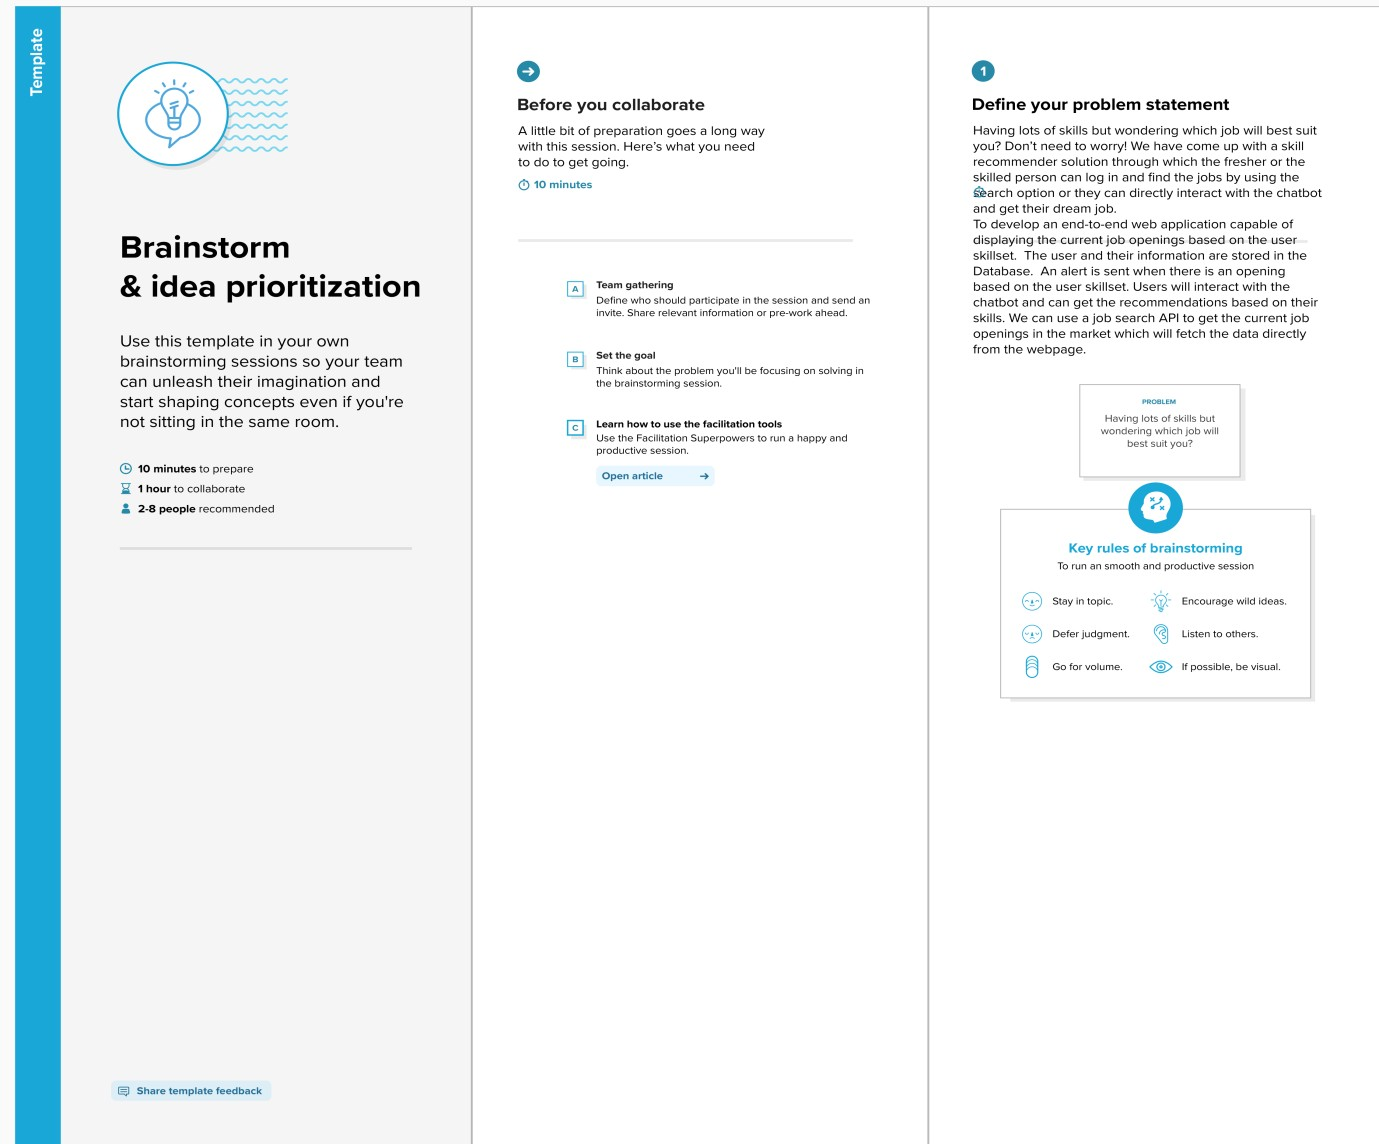 Template
Brainstorm
& idea prioritization
Use this template in your own
brainstorming sessions so your team
can unleash their imagination and
start shaping concepts even if you're
not sitting in the same room.
10 minutes to prepare
1 hour to collaborate
2-8 people recommended
Share template feedback
Before you collaborate
A little bit of preparation goes a long way
with this session. Here's what you need
to do to get going.
10 minutes
A
Team gathering
Define who should participate in the session and send an
invite. Share relevant information or pre-work ahead.
B
Set the goal
Think about the problem you'll be focusing on solving in
the brainstorming session.
C
Learn how to use the facilitation tools
Use the Facilitation Superpowers to run a happy and
productive session.
Open article
1
Define your problem statement
Having lots of skills but wondering which job will best suit
you? Don't need to worry! We have come up with a skill
recommender solution through which the fresher or the
skilled person can log in and find the jobs by using the
search option or they can directly interact with the chatbot
and get their dream job.
To develop an end-to-end web application capable of
displaying the current job openings based on the user
skillset.  The user and their information are stored in the
Database.  An alert is sent when there is an opening
based on the user skillset. Users will interact with the
chatbot and can get the recommendations based on their
skills. We can use a job search API to get the current job
openings in the market which will fetch the data directly
from the webpage.
PROBLEM
Having lots of skills but
wondering which job will
best suit you?
Key rules of brainstorming
To run an smooth and productive session
Stay in topic.
Encourage wild ideas.
Defer judgment.
Listen to others.
Go for volume.
If possible, be visual.